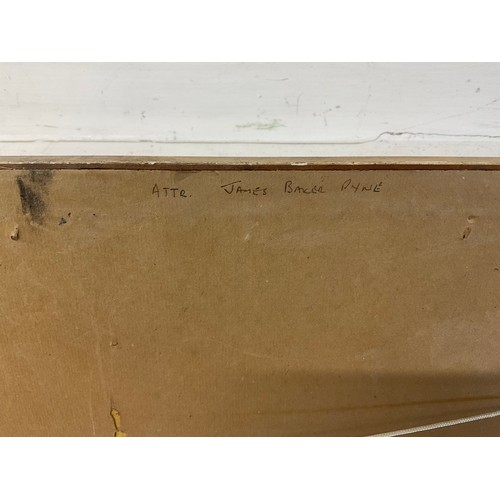 ATTR. JAMES BAKER PYNE